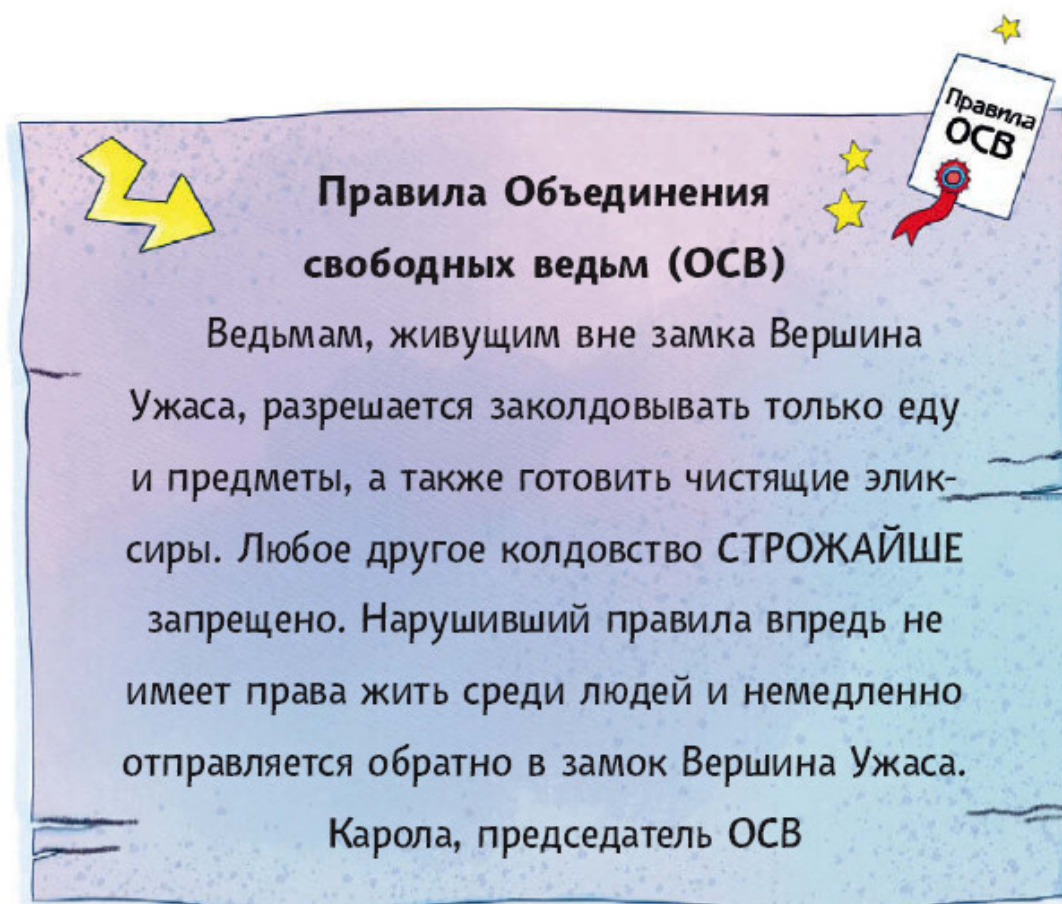 Правила
ОСВ
Правила Объединения
свободных ведьм (ОСВ)
Ведьмам, живущим вне замка Вершина
Ужаса, разрешается заколдовывать только еду
и предметы, а также готовить чистящие элик-
сиры. Любое другое колдовство СТРОЖАЙШЕ
запрещено. Нарушивший правила впредь не
имеет права жить среди людей и немедленно
отправляется обратно в замок Вершина Ужаса.
Карола, председатель ОСВ